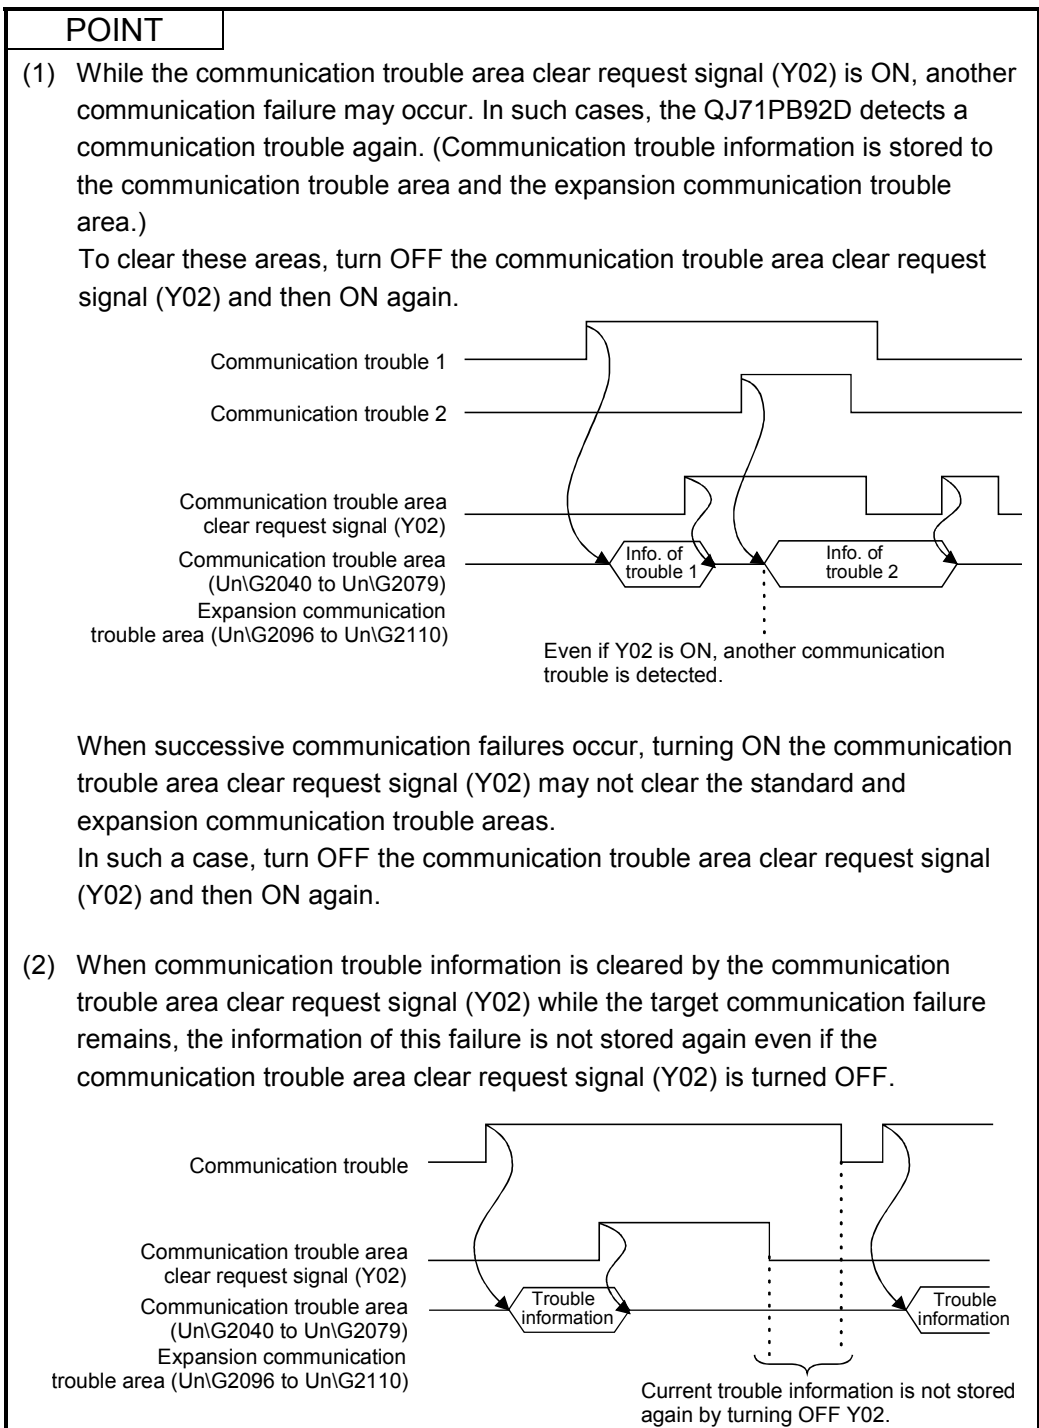 POINT
(1) While the communication trouble area clear request signal (Y02) is ON, another
communication failure may occur. In such cases, the QJ71PB92D detects a
communication trouble again. (Communication trouble information is stored to
the communication trouble area and the expansion communication trouble
area.)
To clear these areas, turn OFF the communication trouble area clear request
signal (Y02) and then ON again.
Communication trouble 1
Communication trouble 2
Communication trouble area
clear request signal (Y02)
Communication trouble area
(Un\G2040 to Un\G2079)
Expansion communication
trouble area (Un\G2096 to Un\G2110)
Info. of
trouble 1
Info. of
trouble 2
Even if Y02 is ON, another communication
trouble is detected.
When successive communication failures occur, turning ON the communication
trouble area clear request signal (Y02) may not clear the standard and
expansion communication trouble areas.
In such a case, turn OFF the communication trouble area clear request signal
(Y02) and then ON again.
(2) When communication trouble information is cleared by the communication
trouble area clear request signal (Y02) while the target communication failure
remains, the information of this failure is not stored again even if the
communication trouble area clear request signal (Y02) is turned OFF.
Communication trouble
Communication trouble area
clear request signal (Y02)
Communication trouble area
(Un\G2040 to Un\G2079)
Expansion communication
trouble area (Un\G2096 to Un\G2110)
Trouble
information
Trouble
information
Current trouble information is not stored
again by turning OFF Y02.